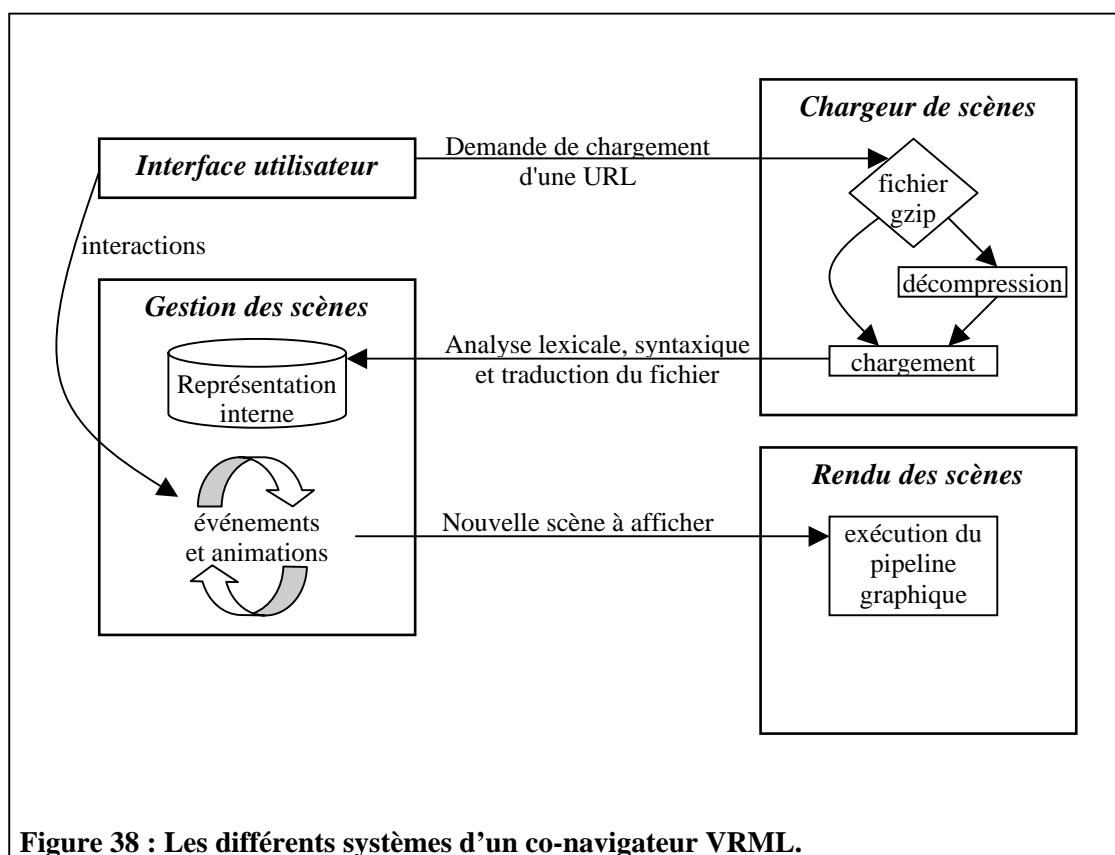 Chargeur de scènes
Interface utilisateur
Demande de chargement
d'une URL
fichier
gzip
interactions
décompression
Gestion des scènes
Analyse lexicale, syntaxique
et traduction du fichier
chargement
Représentation
interne
Rendu des scènes
événements
et animations
Nouvelle scène à afficher
exécution du
pipeline
graphique
Figure 38 : Les différents systèmes d’un co-navigateur VRML.